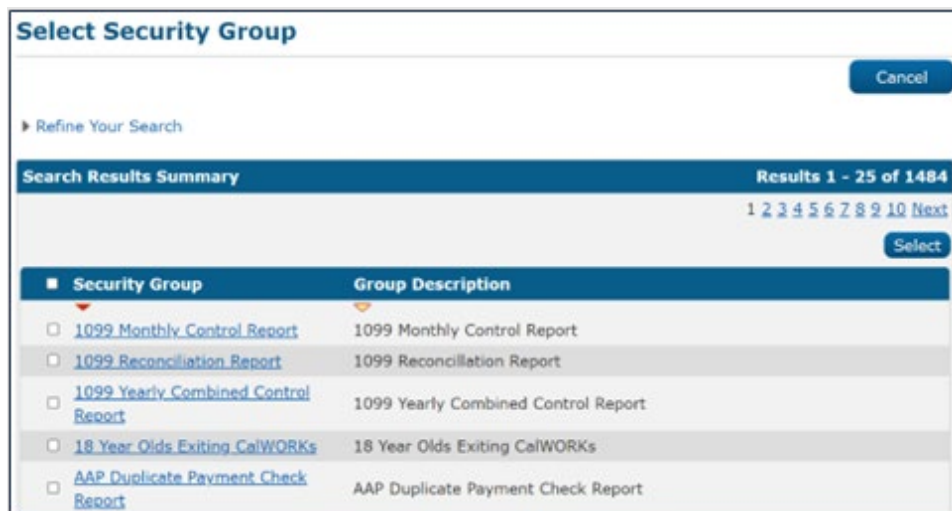 Select Security Group
Cancel
Refine Your Search
Search Results Summary Results 1 - 25 of 1484
1 2 3 4 5 6 7 8 9 10 Next
Select
Security Group Group Description
1099 Monthly Control Report 1099 Monthly Control Report
1099 Reconciliation Report 1099 Reconcillation Report
1099 Yearly Combined Control
Report 1099 Yearly Combined Control Report
18 Year Olds Exiting CalWORKs 18 Year Olds Exiting CalWORKs
AAP Duplicate Payment Check
Report AAP Duplicate Payment Check Report